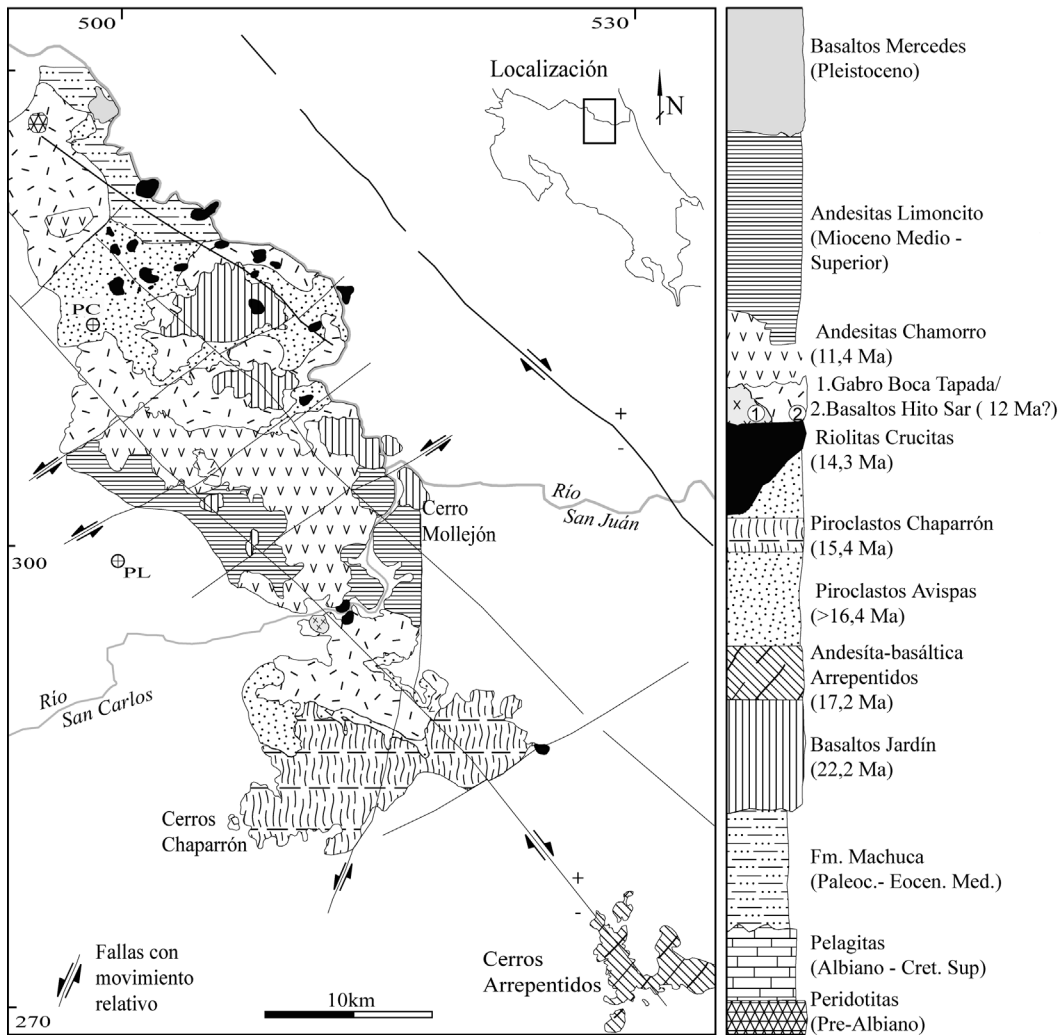 500
530
Localización
N
PC
+
-
Río
San Juán
Cerro
Mollejón
300
PL
Río
San Carlos
Cerros
Chaparrón
+
-
Cerros
Arrepentidos
Fallas con
movimiento
relativo
10km
270
Basaltos Mercedes
(Pleistoceno)
Andesitas Limoncito
(Mioceno Medio -
Superior)
Andesitas Chamorro
(11,4 Ma)
1.Gabro Boca Tapada/
2.Basaltos Hito Sar ( 12 Ma?)
x
1
2
Riolitas Crucitas
(14,3 Ma)
Piroclastos Chaparrón
(15,4 Ma)
Piroclastos Avispas
(>16,4 Ma)
Andesíta-basáltica
Arrepentidos
(17,2 Ma)
Basaltos Jardín
(22,2 Ma)
Fm. Machuca
(Paleoc.- Eocen. Med.)
Pelagitas
(Albiano - Cret. Sup)
Peridotitas
(Pre-Albiano)